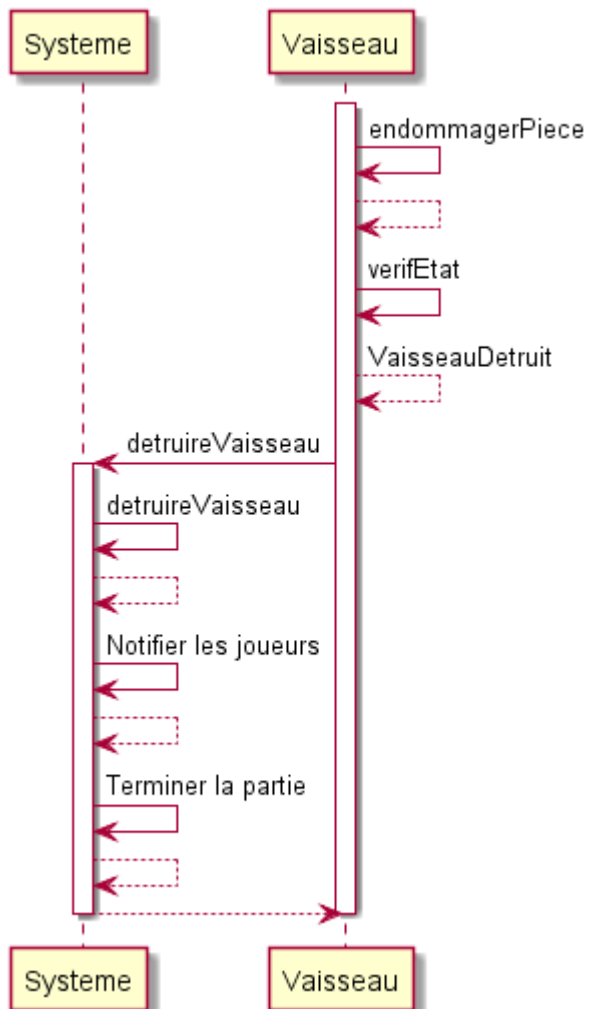 Systeme
Vaisseau
endommagerPiece
verifEtat
VaisseauDetruit
detruireVaisseau
detruireVaisseau
Notifier les joueurs
Terminer la partie
Systeme
Vaisseau